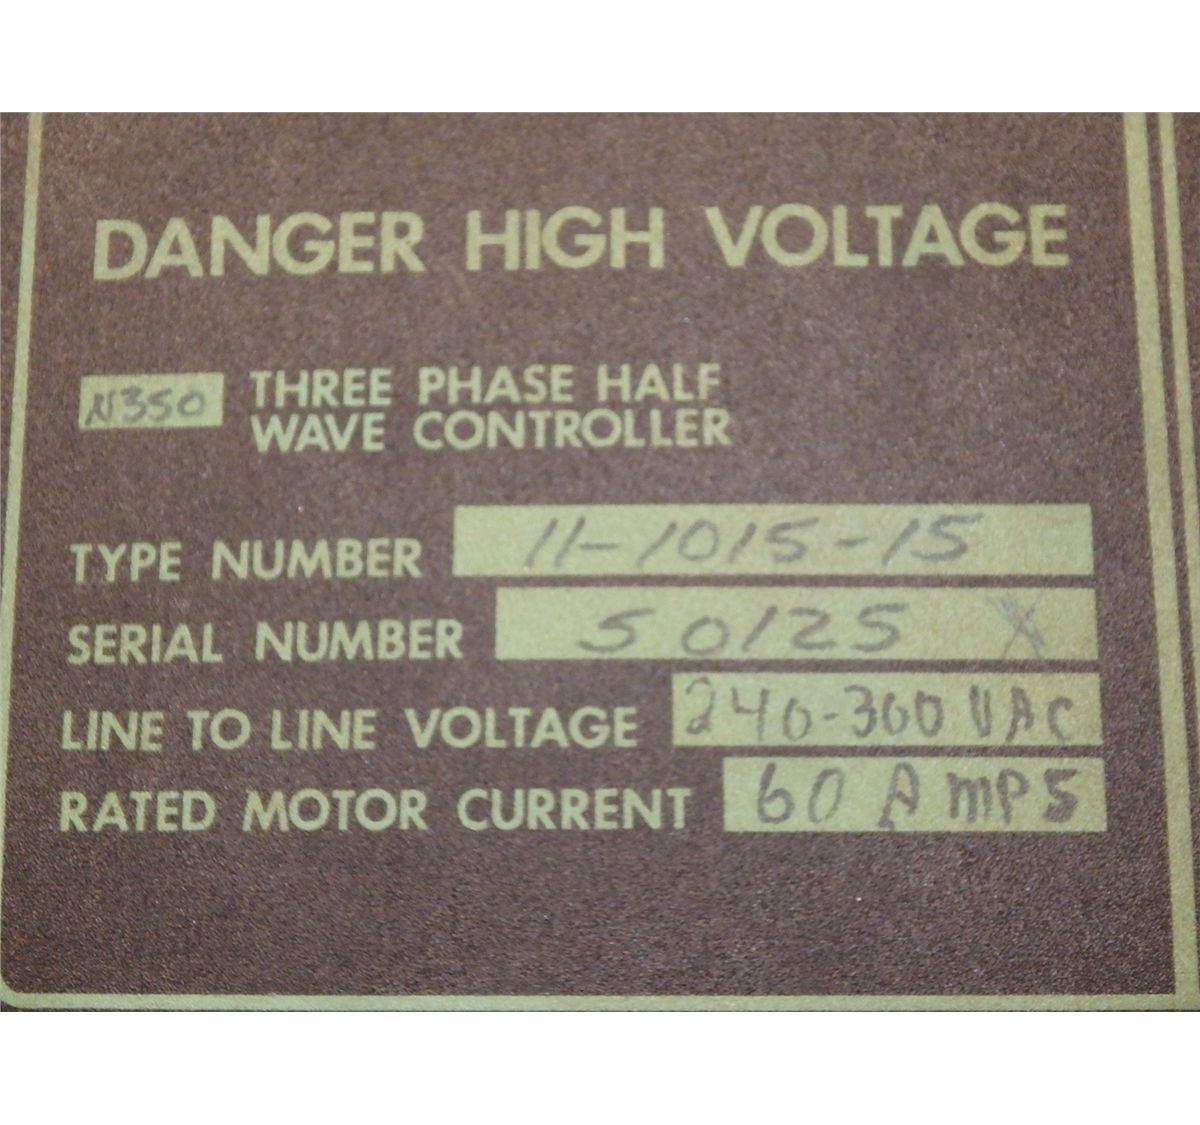 DANGER HIGH VOLTAGE
N350 THREE PHASE HALF
WAVE CONTROLLER
TYPE NUMBER 11-1015-15
SERIAL NUMBER 50125 X
LINE TO LINE VOLTAGE 240-300 VAC
RATED MOTOR CURRENT 60 AMPS